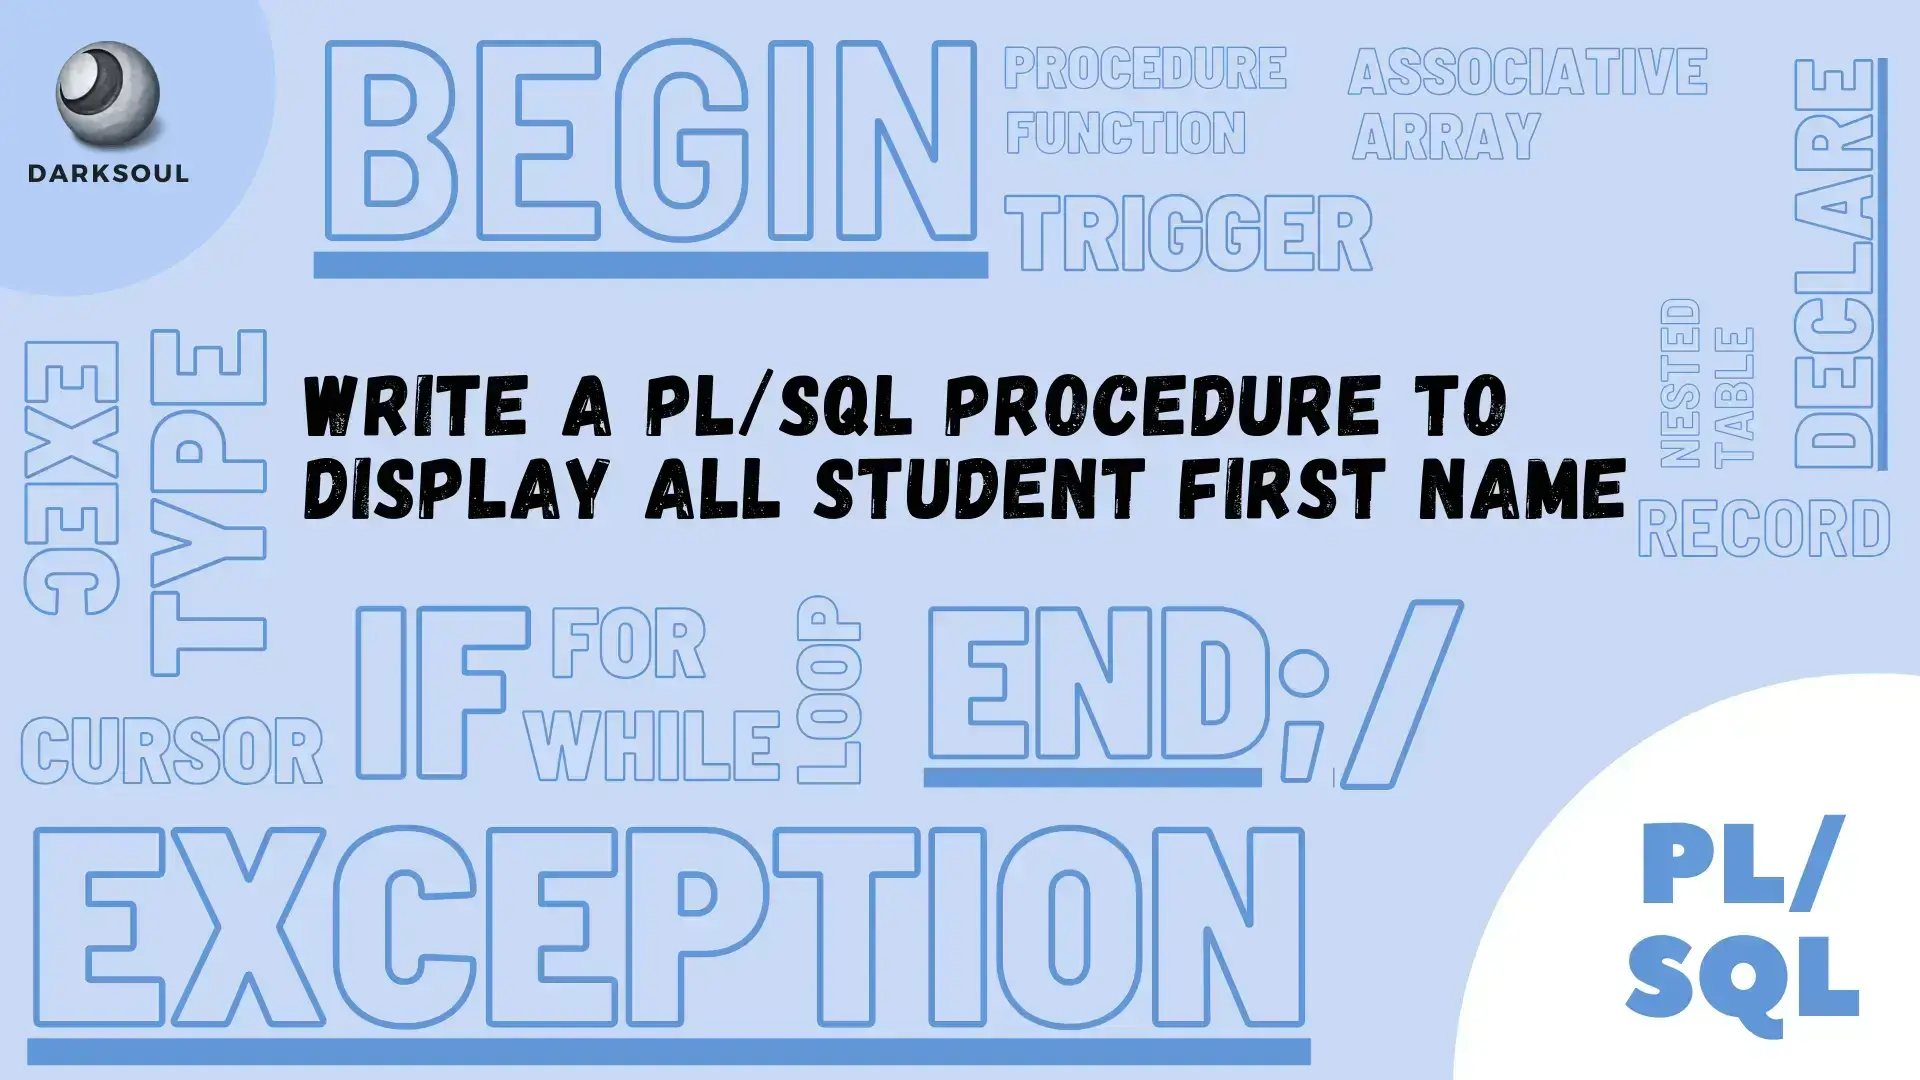 DARKSOUL
BEGIN
PROCEDURE
FUNCTION
TRIGGER
ASSOCIATIVE
ARRAY
DECLARE
NESTED
TABLE
RECORD
EXEC
TYPE
WRITE A PL/SQL PROCEDURE TO
DISPLAY ALL STUDENT FIRST NAME
CURSOR
IF
FOR
WHILE
LOOP
END;/
EXCEPTION
PL/
SQL